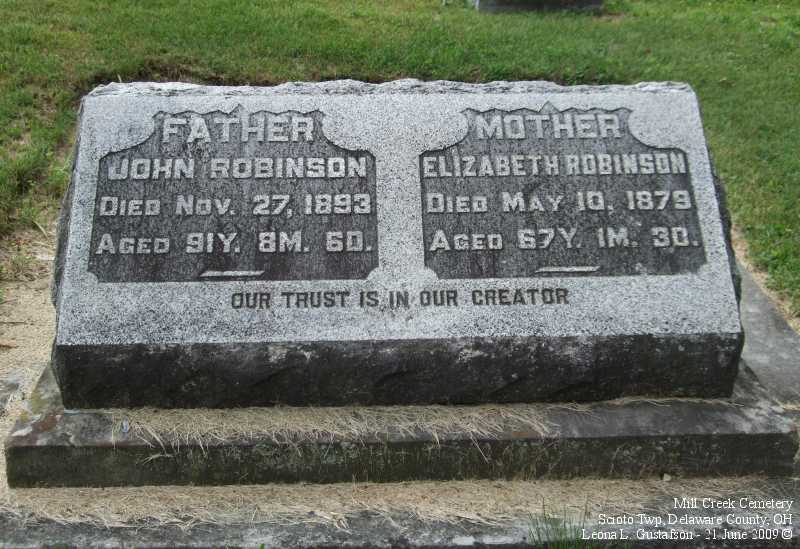 FATHER
JOHN ROBINSON
DIED NOV. 27, 1893
AGED 91Y. 8M. 6D.
MOTHER
ELIZABETH ROBINSON
DIED MAY 10, 1879
AGED 67Y. 1M. 3D.
OUR TRUST IS IN OUR CREATOR
Mill Creek Cemetery
Scioto Twp, Delaware County, OH
Leona L. Gustafson - 21 June 2009 ©